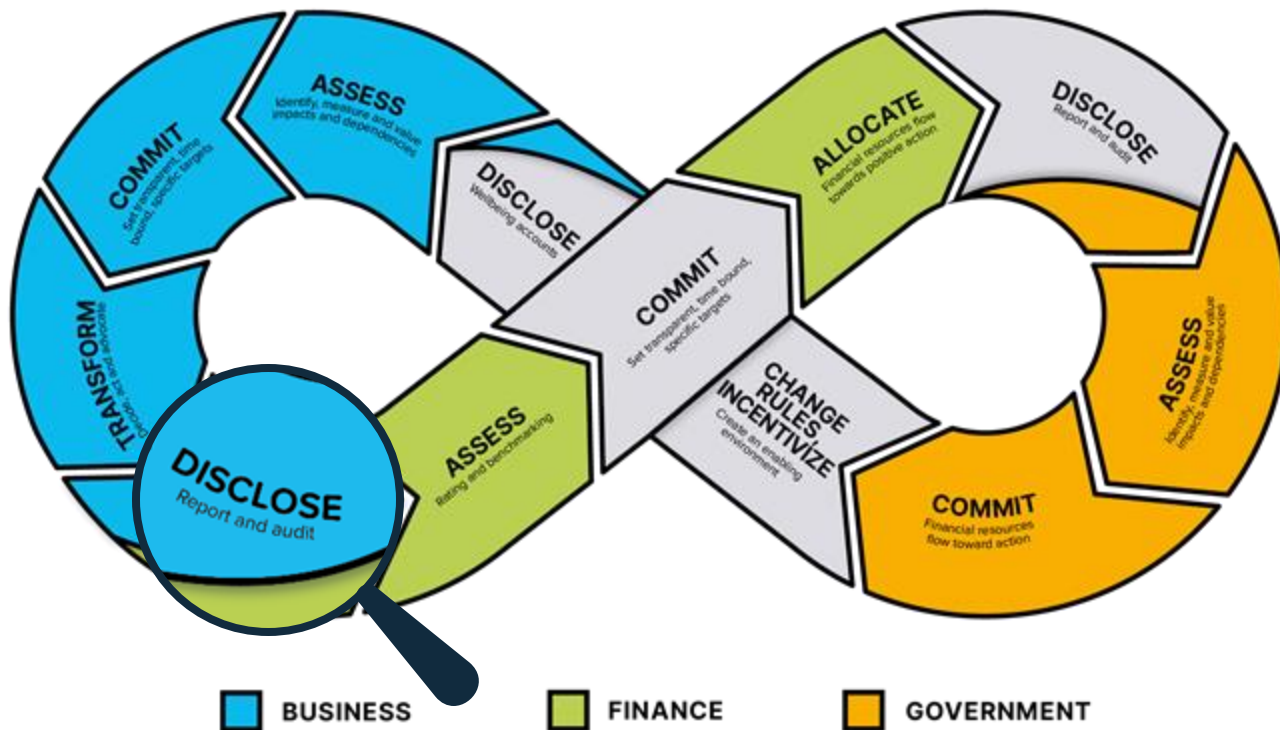 ASSESS
Identify, measure and value
impacts and dependencies
COMMIT
Set transparent, time
bound, specific targets
TRANSFORM
Decode, act and advocate
DISCLOSE
Report and audit
ASSESS
Rating and benchmarking
DISCLOSE
Wellbeing accounts
COMMIT
Set transparent, time bound,
specific targets
ALLOCATE
Financial resources flow
towards positive action
DISCLOSE
Report and audit
ASSESS
Identify, measure and value
impacts and dependencies
COMMIT
Financial resources
flow toward action
CHANGE
RULES,
INCENTIVIZE
Create an enabling
environment
BUSINESS
FINANCE
GOVERNMENT